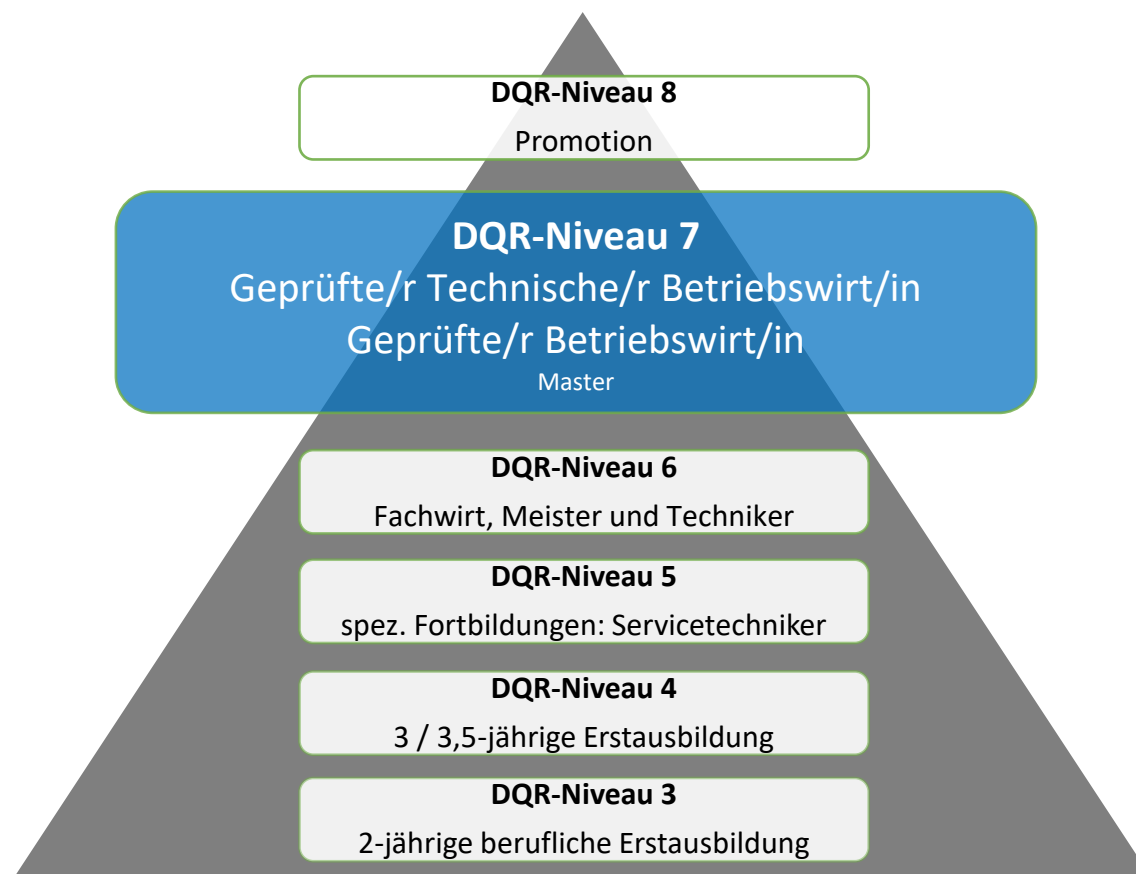 DQR-Niveau 8
Promotion
DQR-Niveau 7
Geprüfte/r Technische/r Betriebswirt/in
Geprüfte/r Betriebswirt/in
Master
DQR-Niveau 6
Fachwirt, Meister und Techniker
DQR-Niveau 5
spez. Fortbildungen: Servicetechniker
DQR-Niveau 4
3 / 3,5-jährige Erstausbildung
DQR-Niveau 3
2-jährige berufliche Erstausbildung